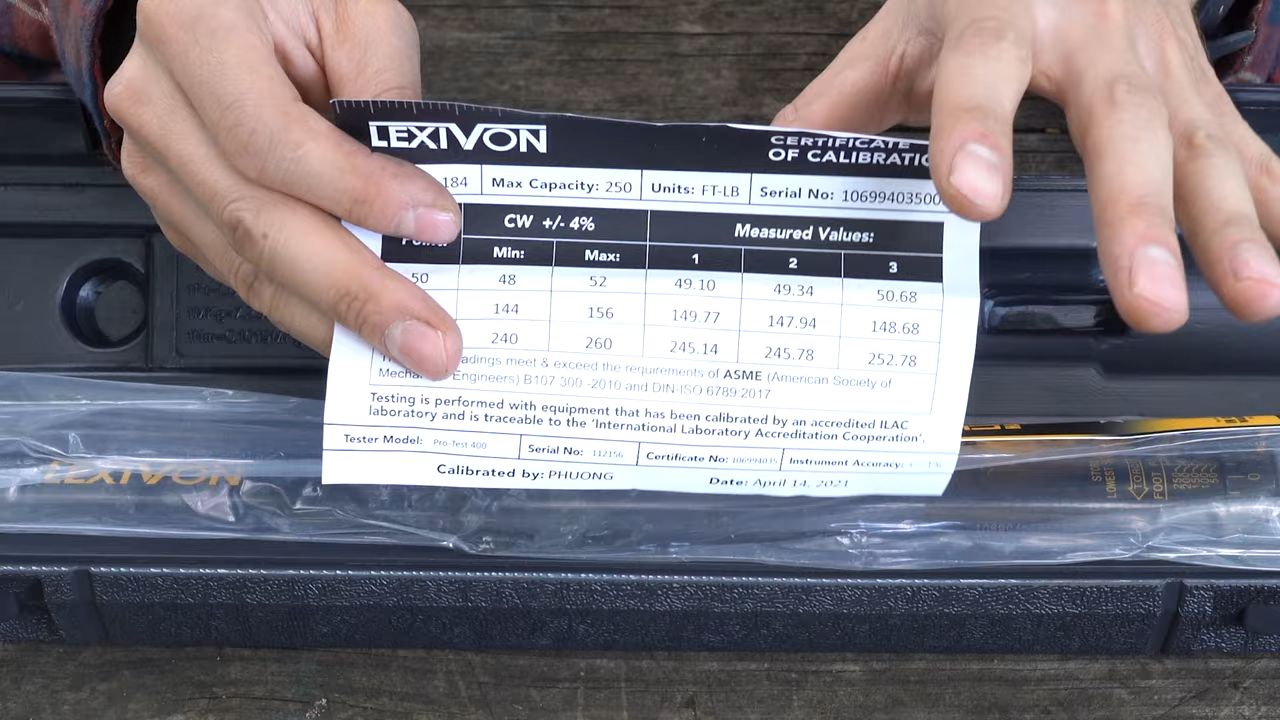 LEXIVON
CERTIFICATE
OF CALIBRATIO
184 Max Capacity: 250 Units: FT-LB Serial No: 10699403500
CW +/- 4% Measured Values:
Point
Min: Max: 1 2 3
50 48 52 49.10 49.34 50.68
144 156 149.77 147.94 148.68
240 260 245.14 245.78 252.78
adings meet & exceed the requirements of ASME (American Society of
Mechan Engineers) B107 300 -2010 and DIN-ISO 6789:2017
Testing is performed with equipment that has been calibrated by an accredited ILAC
laboratory and is traceable to the 'International Laboratory Accreditation Cooperation'.
Tester Model: Pro-Test 400 Serial No: 112156 Certificate No: Instrument Accuracy:
Calibrated by: PHUONG Date: April 14, 2021
LEXIVON
LOWEST
TORQUE
FOOT